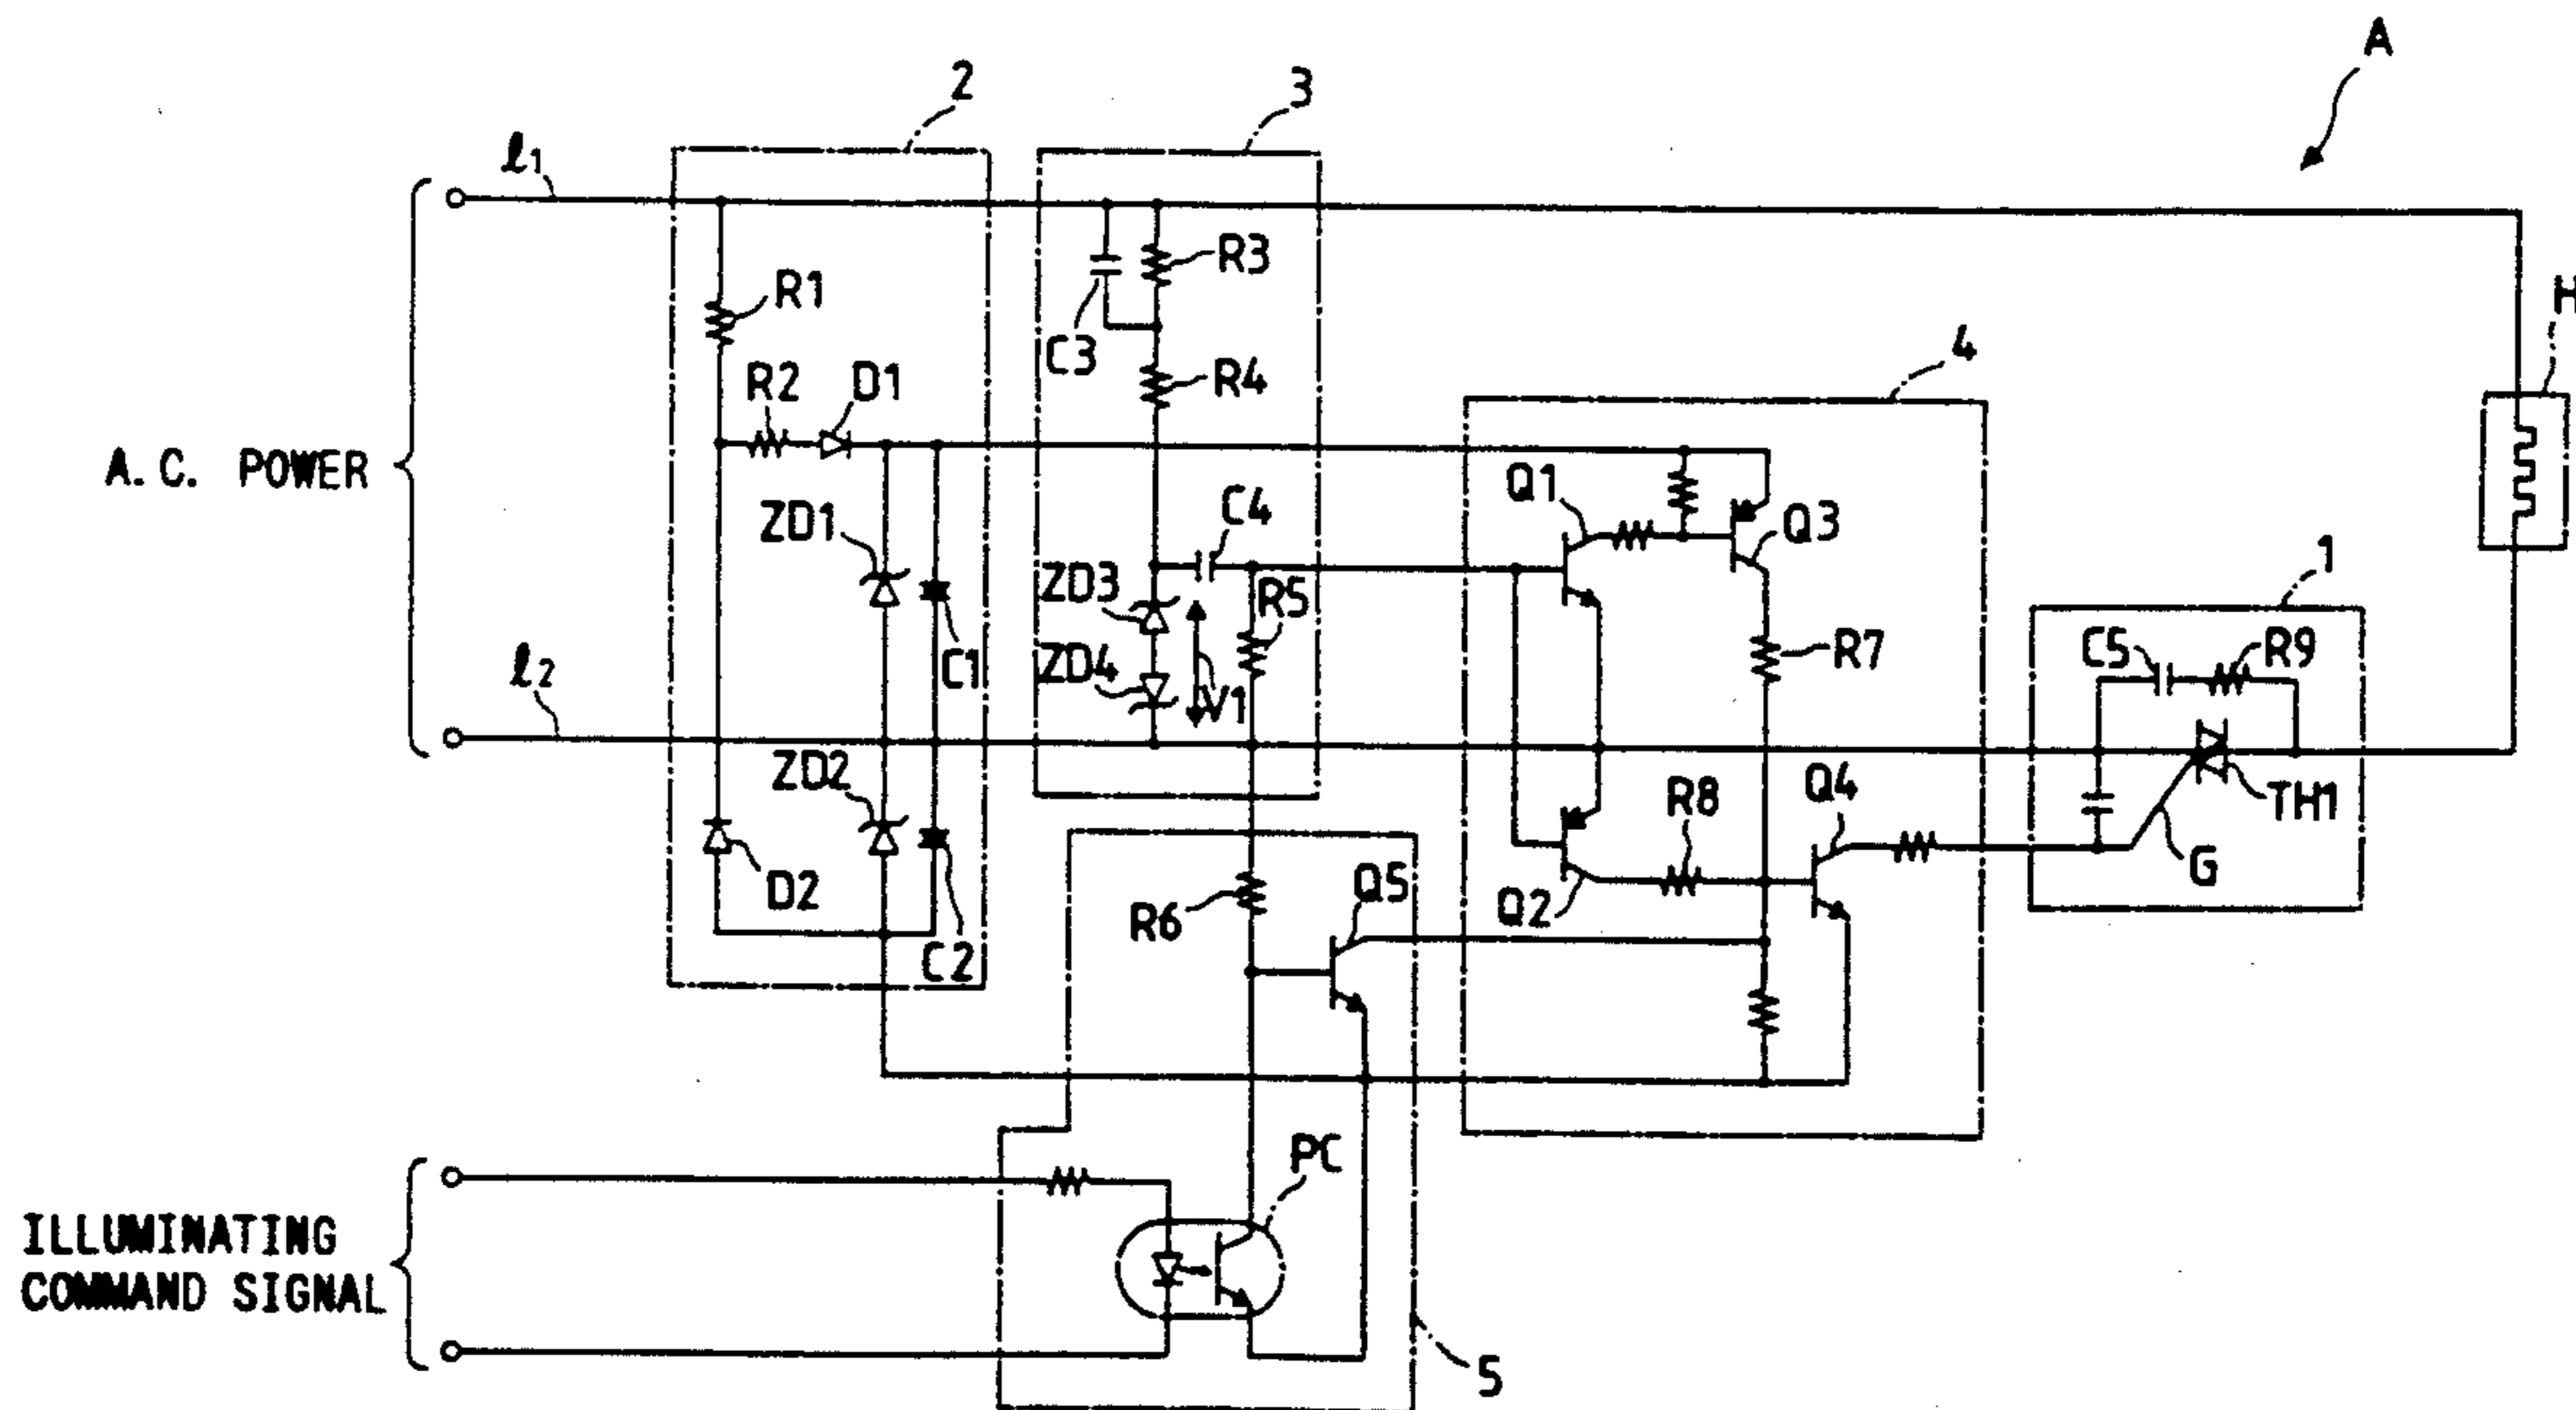 A
2
3
l1
R1
R3
C3
H
R2
D1
R4
4
A.C. POWER
ZD1
C4
Q1
Q3
ZD3
R5
1
C1
ZD4
V1
R7
C5
R9
l2
ZD2
R8
Q4
TH1
D2
R6
Q5
Q2
G
C2
PC
ILLUMINATING
COMMAND SIGNAL
5